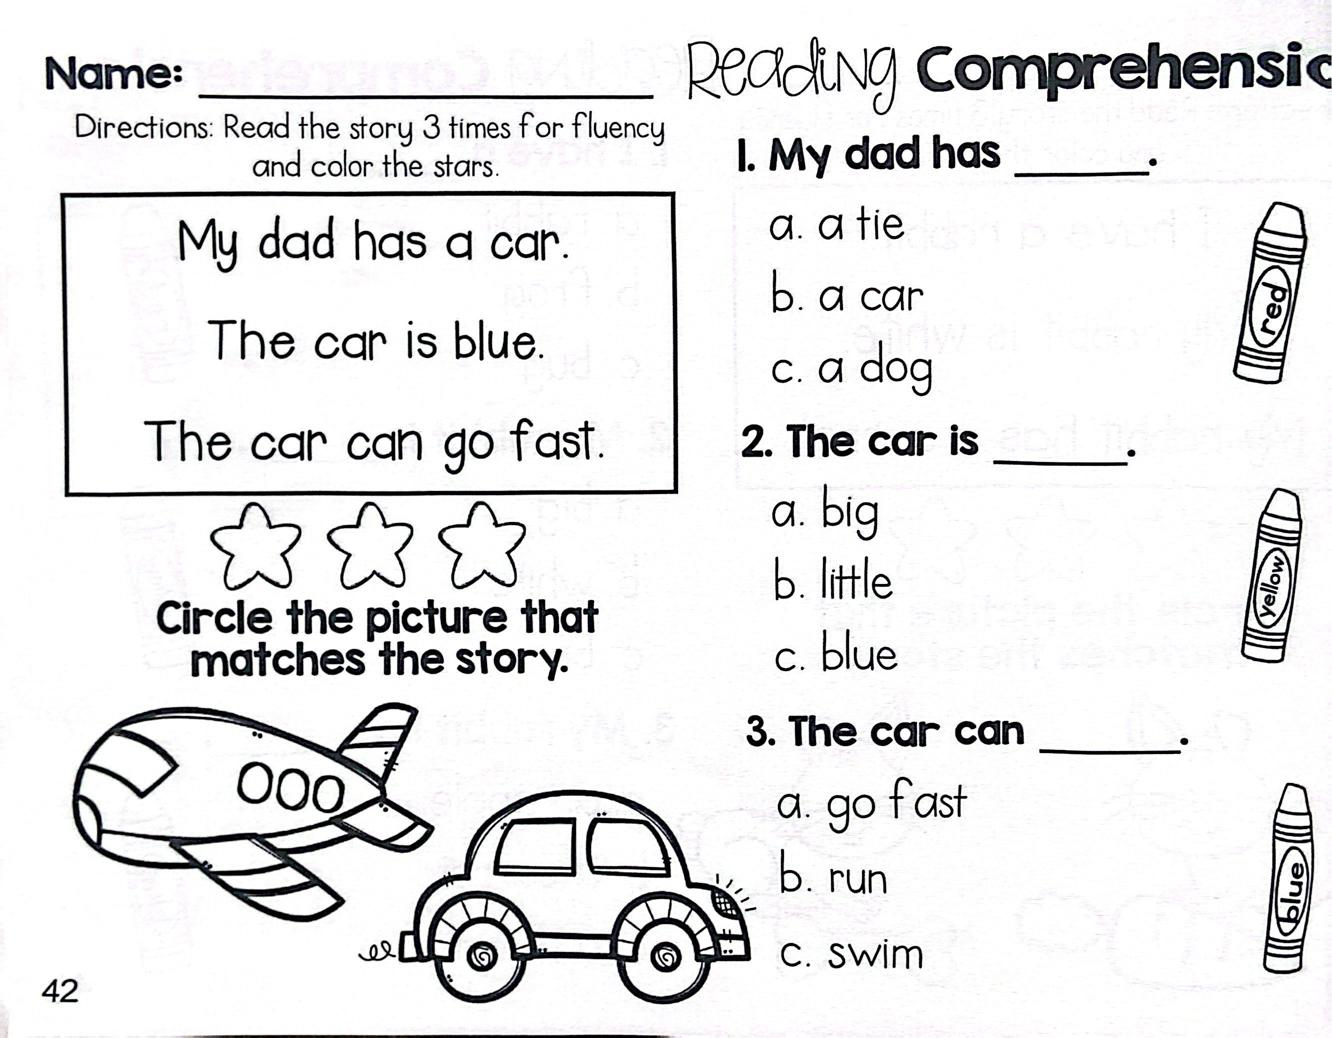 Name:
Directions: Read the story 3 times for fluency
and color the stars.
My dad has a car.
The car is blue.
The car can go fast.
Circle the picture that
matches the story.
42
Reading Comprehensio
1. My dad has ______.
a. a tie
b. a car
c. a dog
red
2. The car is ______.
a. big
b. little
c. blue
yellow
3. The car can ______.
a. go fast
b. run
c. swim
blue